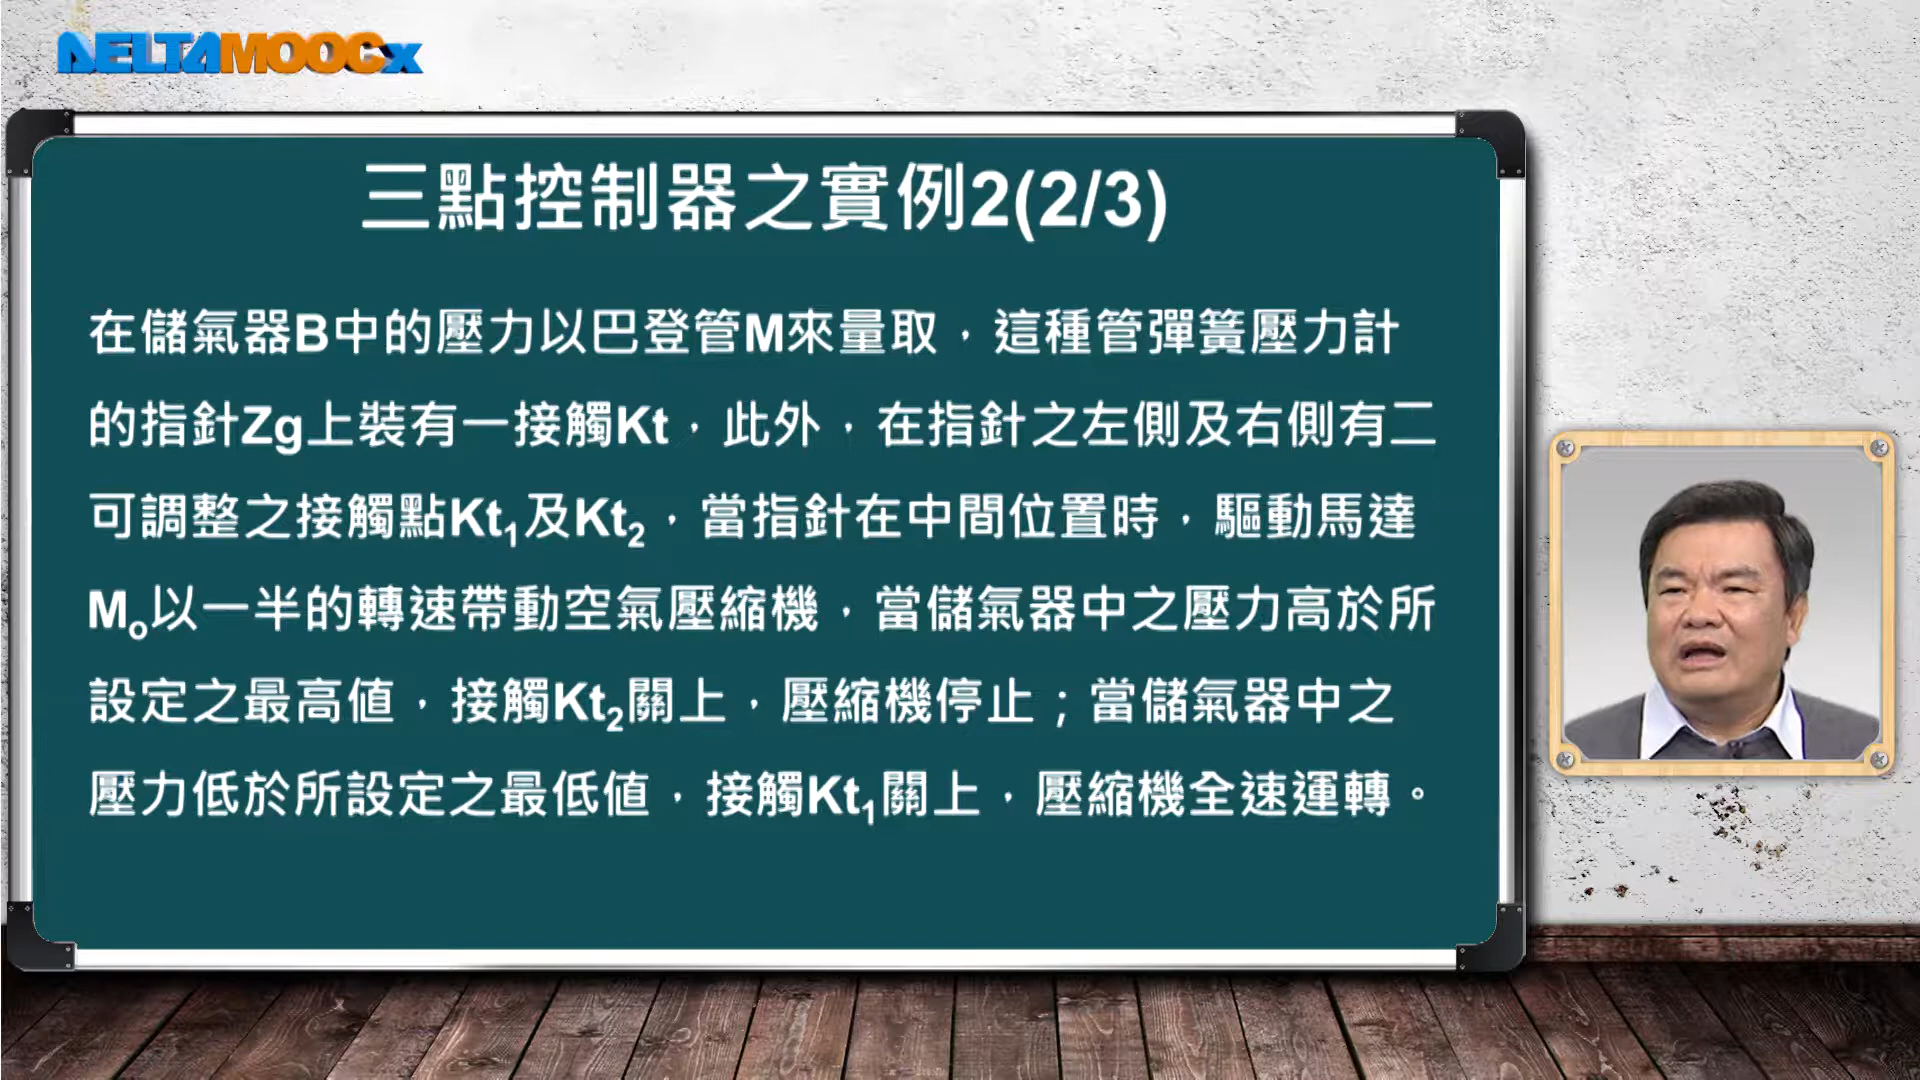 DELTAMOOCx
三點控制器之實例2(2/3)
在儲氣器B中的壓力以巴登管M來量取，這種管彈簧壓力計
的指針Zg上裝有一接觸Kt，此外，在指針之左側及右側有二
可調整之接觸點Kt₁及Kt₂，當指針在中間位置時，驅動馬達
Mₒ以一半的轉速帶動空氣壓縮機，當儲氣器中之壓力高於所
設定之最高值，接觸Kt₂關上，壓縮機停止；當儲氣器中之
壓力低於所設定之最低值，接觸Kt₁關上，壓縮機全速運轉。